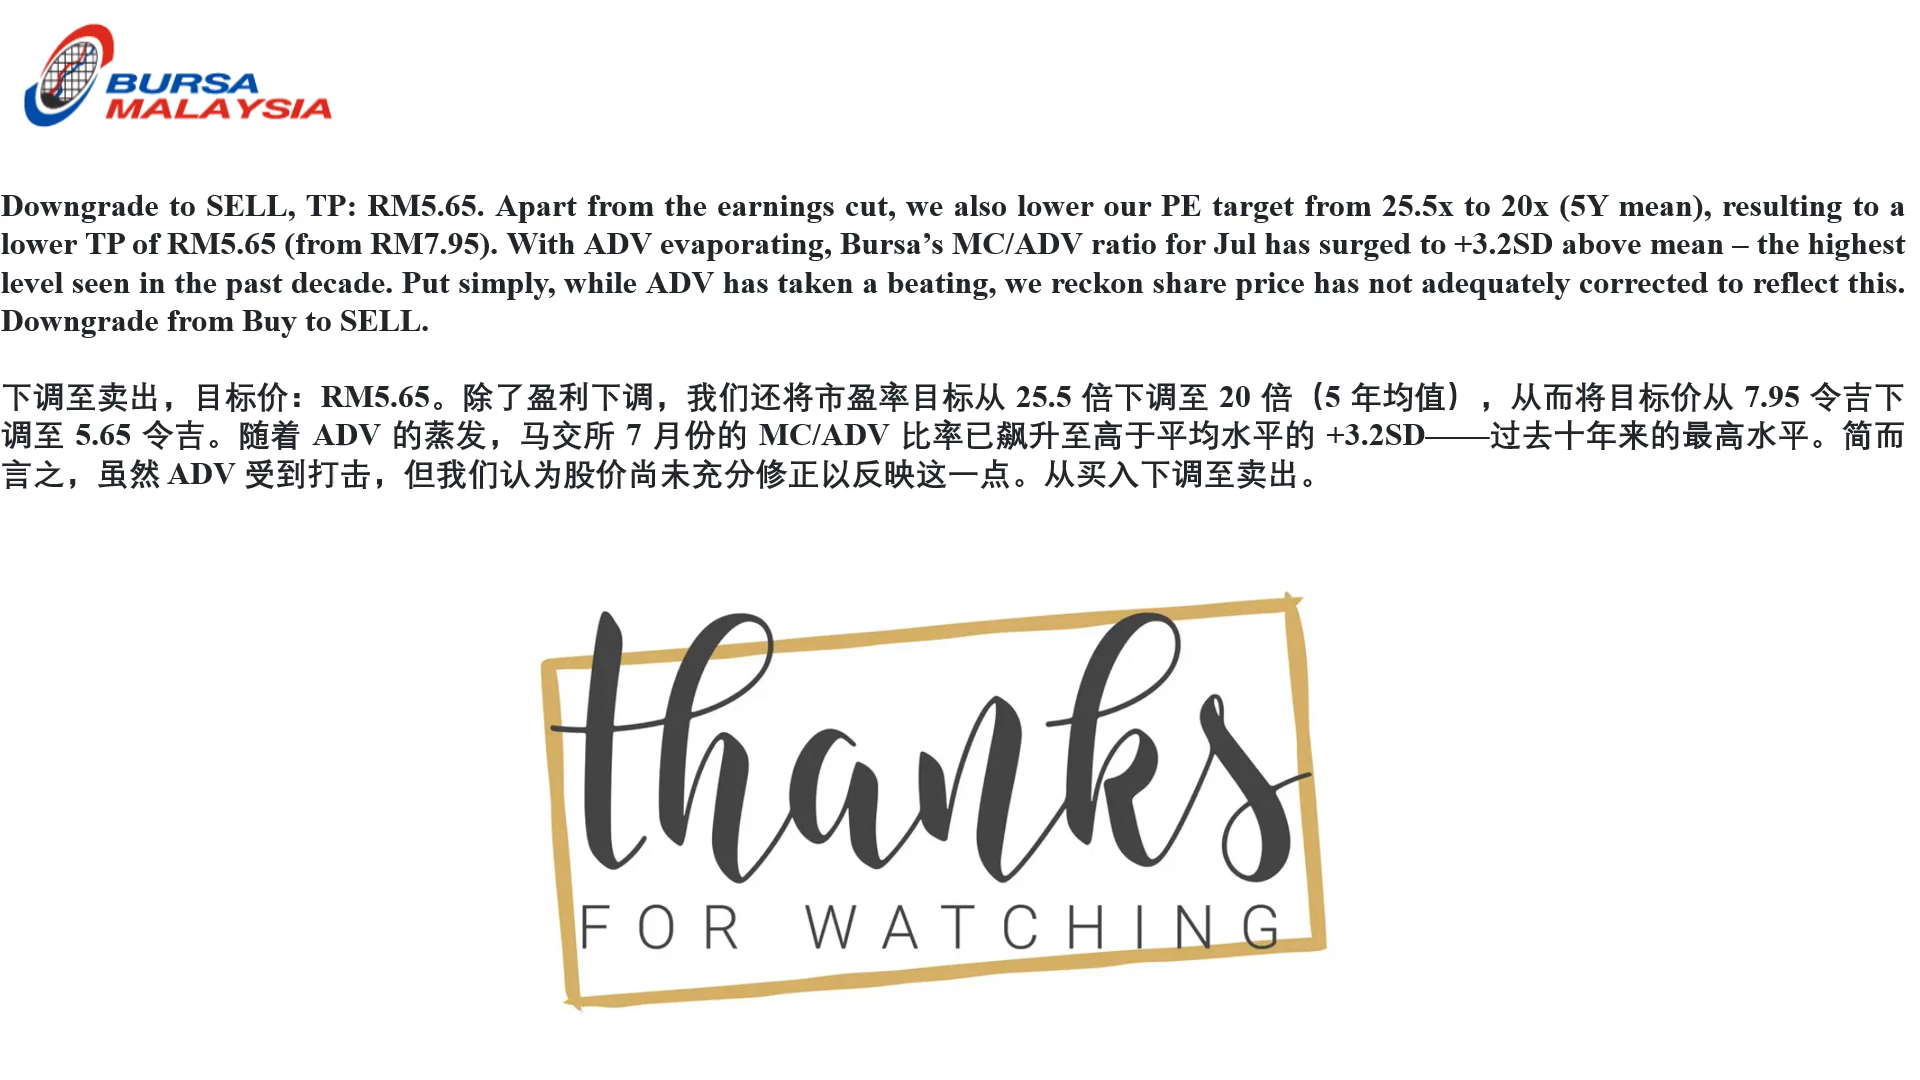 BURSA
MALAYSIA
Downgrade to SELL, TP: RM5.65. Apart from the earnings cut, we also lower our PE target from 25.5x to 20x (5Y mean), resulting to a
lower TP of RM5.65 (from RM7.95). With ADV evaporating, Bursa’s MC/ADV ratio for Jul has surged to +3.2SD above mean – the highest
level seen in the past decade. Put simply, while ADV has taken a beating, we reckon share price has not adequately corrected to reflect this.
Downgrade from Buy to SELL.
下调至卖出，目标价：RM5.65。除了盈利下调，我们还将市盈率目标从 25.5 倍下调至 20 倍（5 年均值），从而将目标价从 7.95 令吉下
调至 5.65 令吉。随着 ADV 的蒸发，马交所 7 月份的 MC/ADV 比率已飙升至高于平均水平的 +3.2SD——过去十年来的最高水平。简而
言之，虽然 ADV 受到打击，但我们认为股价尚未充分修正以反映这一点。从买入下调至卖出。
thanks
FOR WATCHING